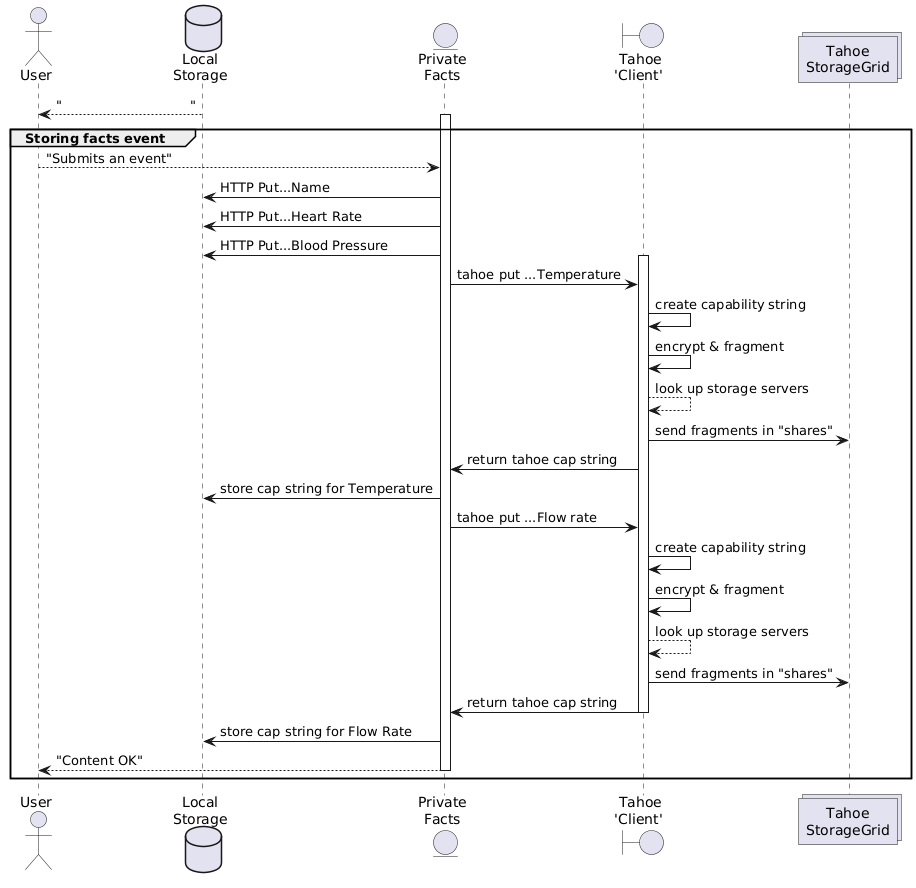 User
Local
Storage
Private
Facts
Tahoe
'Client'
Tahoe
StorageGrid
" "
Storing facts event
"Submits an event"
HTTP Put...Name
HTTP Put...Heart Rate
HTTP Put...Blood Pressure
tahoe put ...Temperature
create capability string
encrypt & fragment
look up storage servers
send fragments in "shares"
return tahoe cap string
store cap string for Temperature
tahoe put ...Flow rate
create capability string
encrypt & fragment
look up storage servers
send fragments in "shares"
return tahoe cap string
store cap string for Flow Rate
"Content OK"
User
Local
Storage
Private
Facts
Tahoe
'Client'
Tahoe
StorageGrid